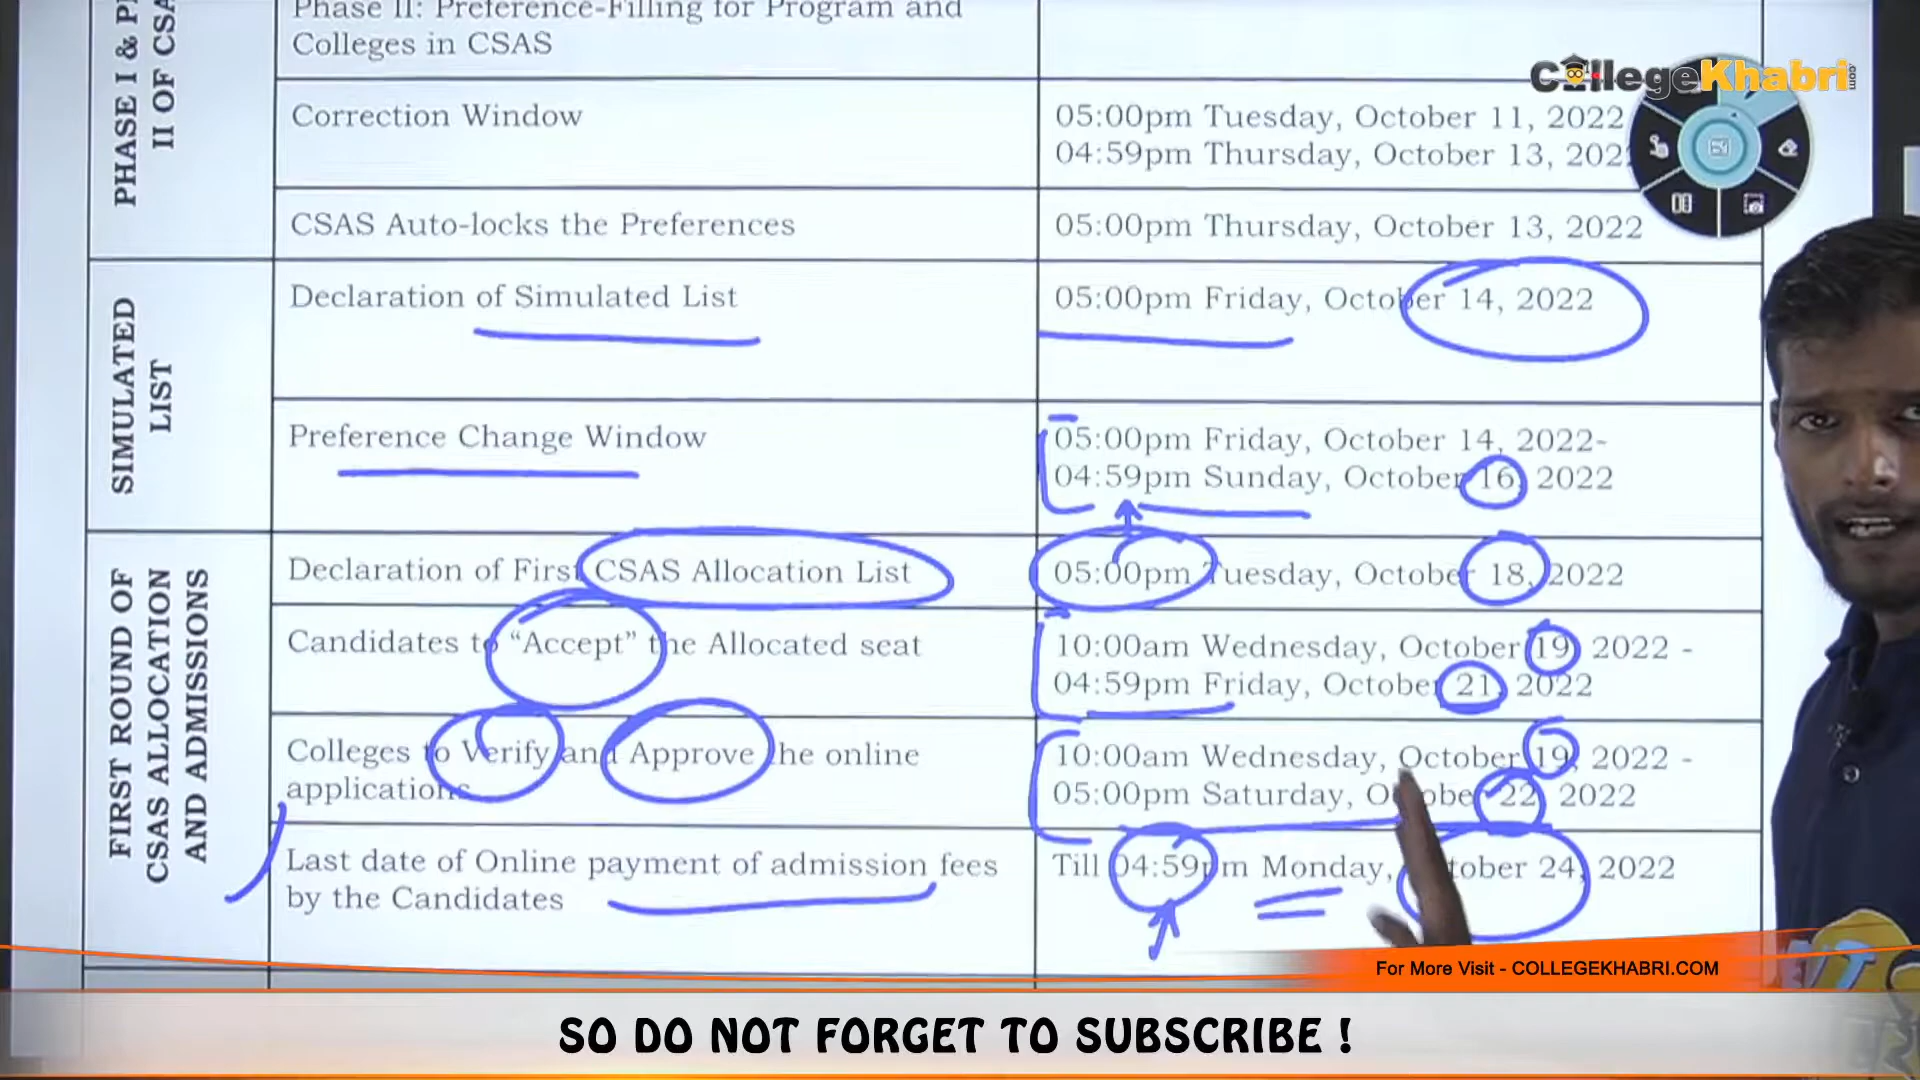 Phase II: Preference-Filling for Program and
Colleges in CSAS
PHASE I &
II OF CSA
Correction Window
05:00pm Tuesday, October 11, 2022
04:59pm Thursday, October 13, 202
CSAS Auto-locks the Preferences
05:00pm Thursday, October 13, 2022
SIMULATED
LIST
Declaration of Simulated List
05:00pm Friday, October 14, 2022
Preference Change Window
05:00pm Friday, October 14, 2022-
04:59pm Sunday, October 16, 2022
FIRST ROUND OF
CSAS ALLOCATION
AND ADMISSIONS
Declaration of First CSAS Allocation List
05:00pm Tuesday, October 18, 2022
Candidates to “Accept” the Allocated seat
10:00am Wednesday, October 19, 2022 -
04:59pm Friday, October 21, 2022
Colleges to Verify and Approve the online
applications
10:00am Wednesday, October 19, 2022 -
05:00pm Saturday, October 22, 2022
Last date of Online payment of admission fees
by the Candidates
Till 04:59pm Monday, October 24, 2022
CollegeKhabri.com
For More Visit - COLLEGEKHABRI.COM
SO DO NOT FORGET TO SUBSCRIBE !